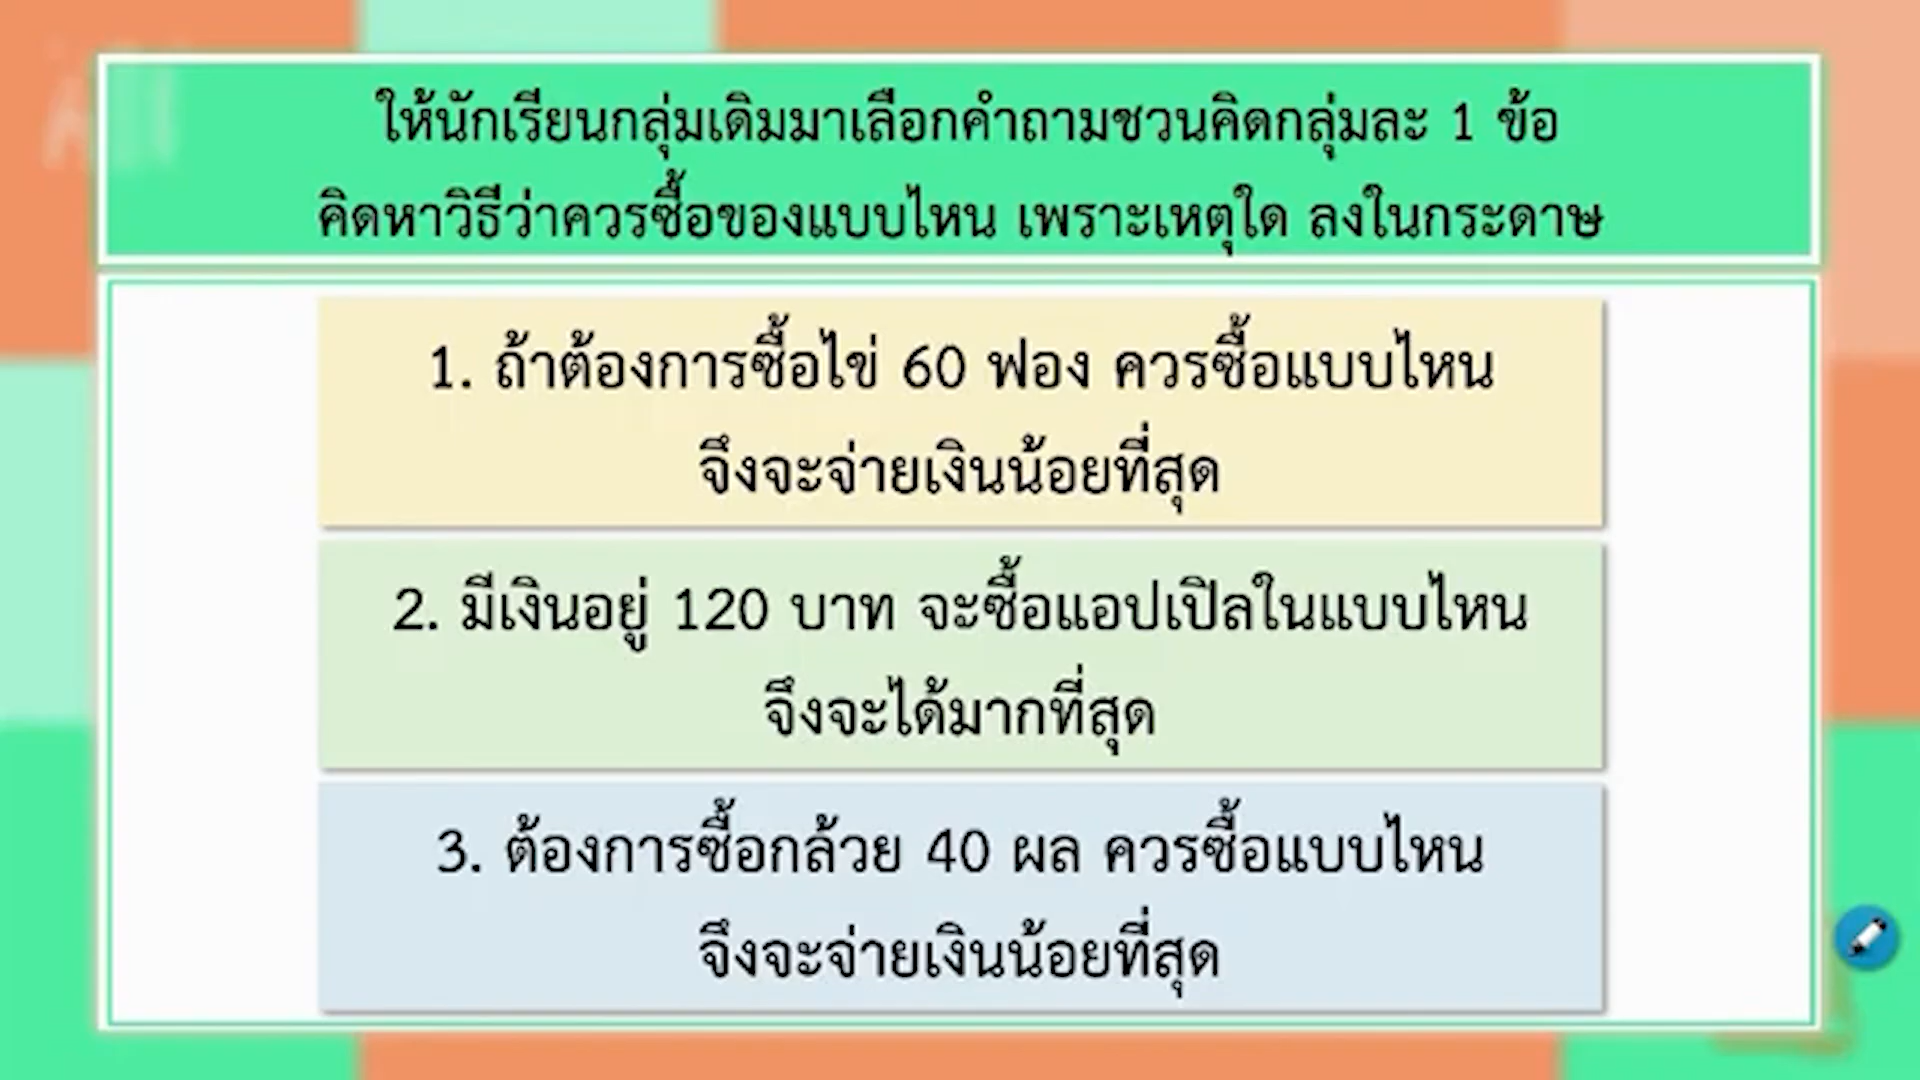 ให้นักเรียนกลุ่มเดิมมาเลือกคำถามชวนคิดกลุ่มละ 1 ข้อ
คิดหาวิธีว่าควรซื้อของแบบไหน เพราะเหตุใด ลงในกระดาษ
1. ถ้าต้องการซื้อไข่ 60 ฟอง ควรซื้อแบบไหน
จึงจะจ่ายเงินน้อยที่สุด
2. มีเงินอยู่ 120 บาท จะซื้อแอปเปิลในแบบไหน
จึงจะได้มากที่สุด
3. ต้องการซื้อกล้วย 40 ผล ควรซื้อแบบไหน
จึงจะจ่ายเงินน้อยที่สุด